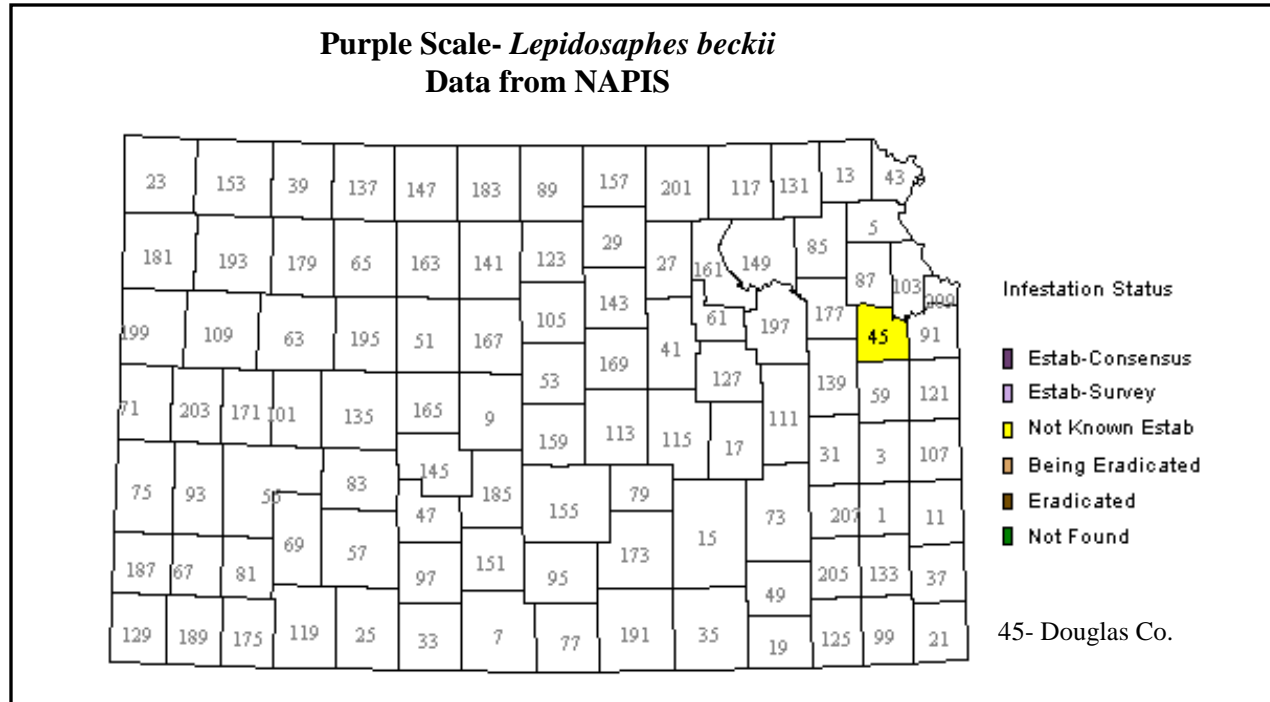 Purple Scale- Lepidosaphes beckii
Data from NAPIS
23 153 39 137 147 183 89 157 201 117 131 13 43
181 193 179 65 163 141 123 29 27 161 149 85 5
87 103 209
199 109 63 195 51 167 105 143 41 61 197 177 45 91
71 203 171 101 135 165 9 53 169 127 111 139 59 121
159 113 115 17 31 3 107
75 93 55 83 145 185 155 79 15 73 207 1 11
69 57 47 173
187 67 81 97 151 95 49 205 133 37
129 189 175 119 25 33 7 77 191 35 19 125 99 21
Infestation Status
Estab-Consensus
Estab-Survey
Not Known Estab
Being Eradicated
Eradicated
Not Found
45- Douglas Co.